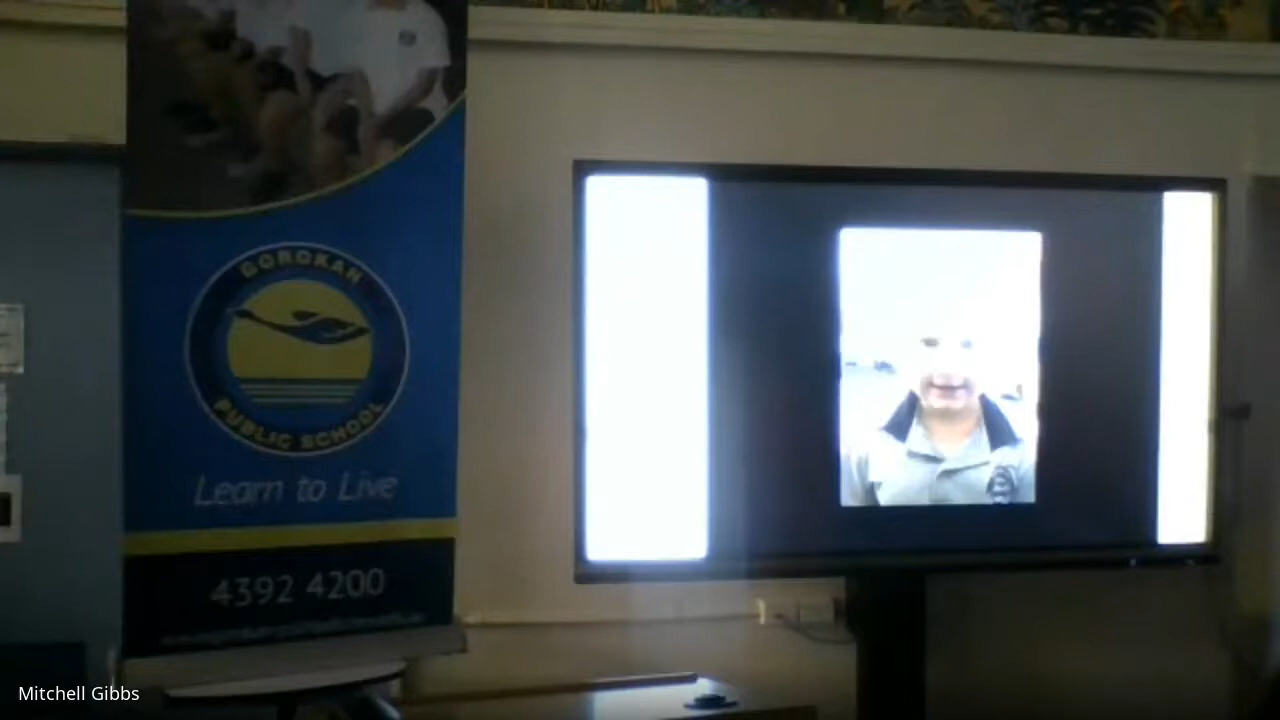 GOROKAN
PUBLIC SCHOOL
Learn to Live
4392 4200
Mitchell Gibbs